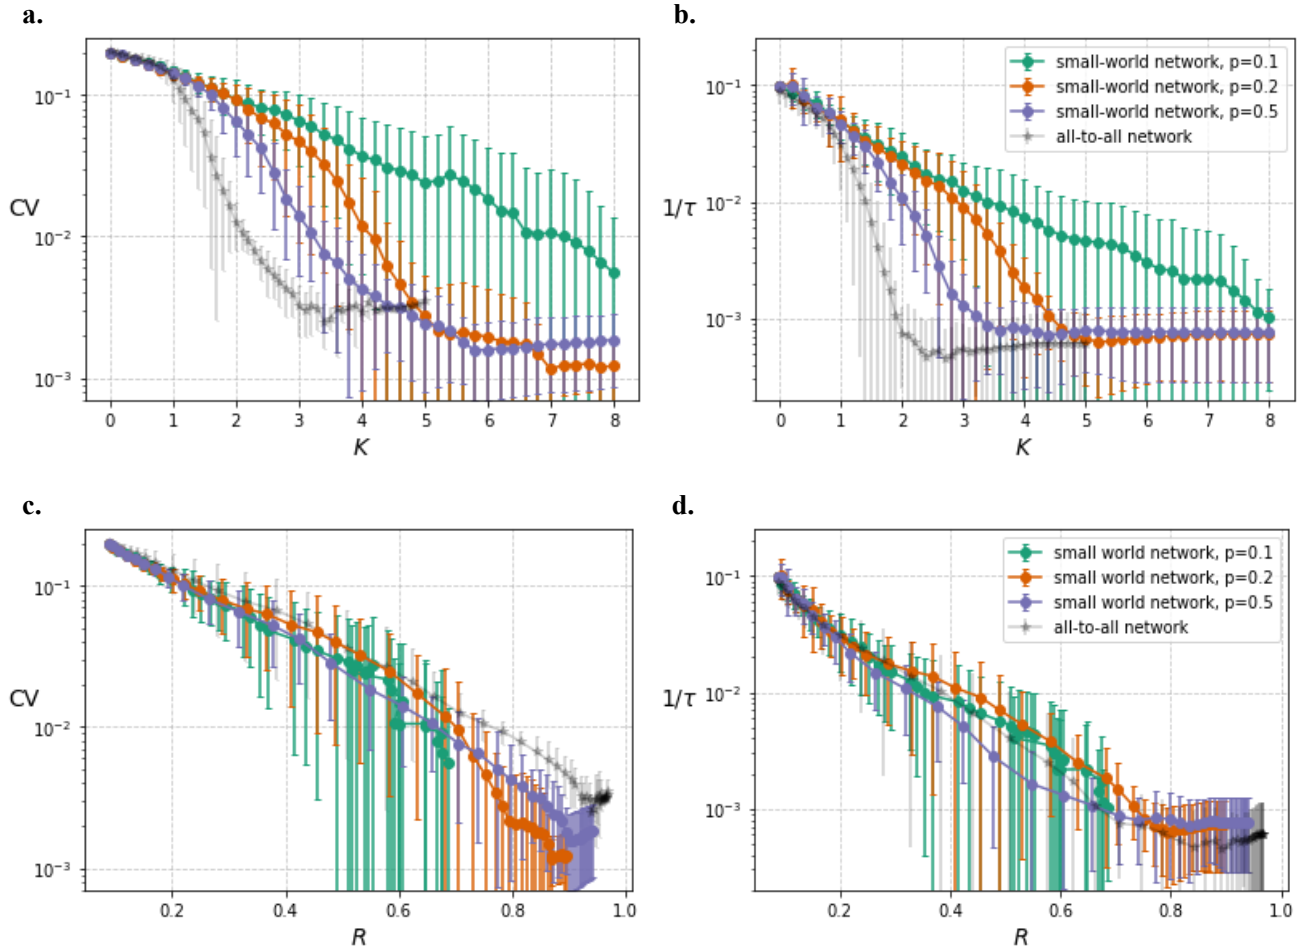 a.
b.
10⁻¹
10⁻²
10⁻³
CV
0 1 2 3 4 5 6 7 8
K
10⁻¹
10⁻²
10⁻³
1/τ
0 1 2 3 4 5 6 7 8
K
small-world network, p=0.1
small-world network, p=0.2
small-world network, p=0.5
all-to-all network
c.
d.
10⁻¹
10⁻²
10⁻³
CV
0.2 0.4 0.6 0.8 1.0
R
10⁻¹
10⁻²
10⁻³
1/τ
0.2 0.4 0.6 0.8 1.0
R
small world network, p=0.1
small world network, p=0.2
small world network, p=0.5
all-to-all network